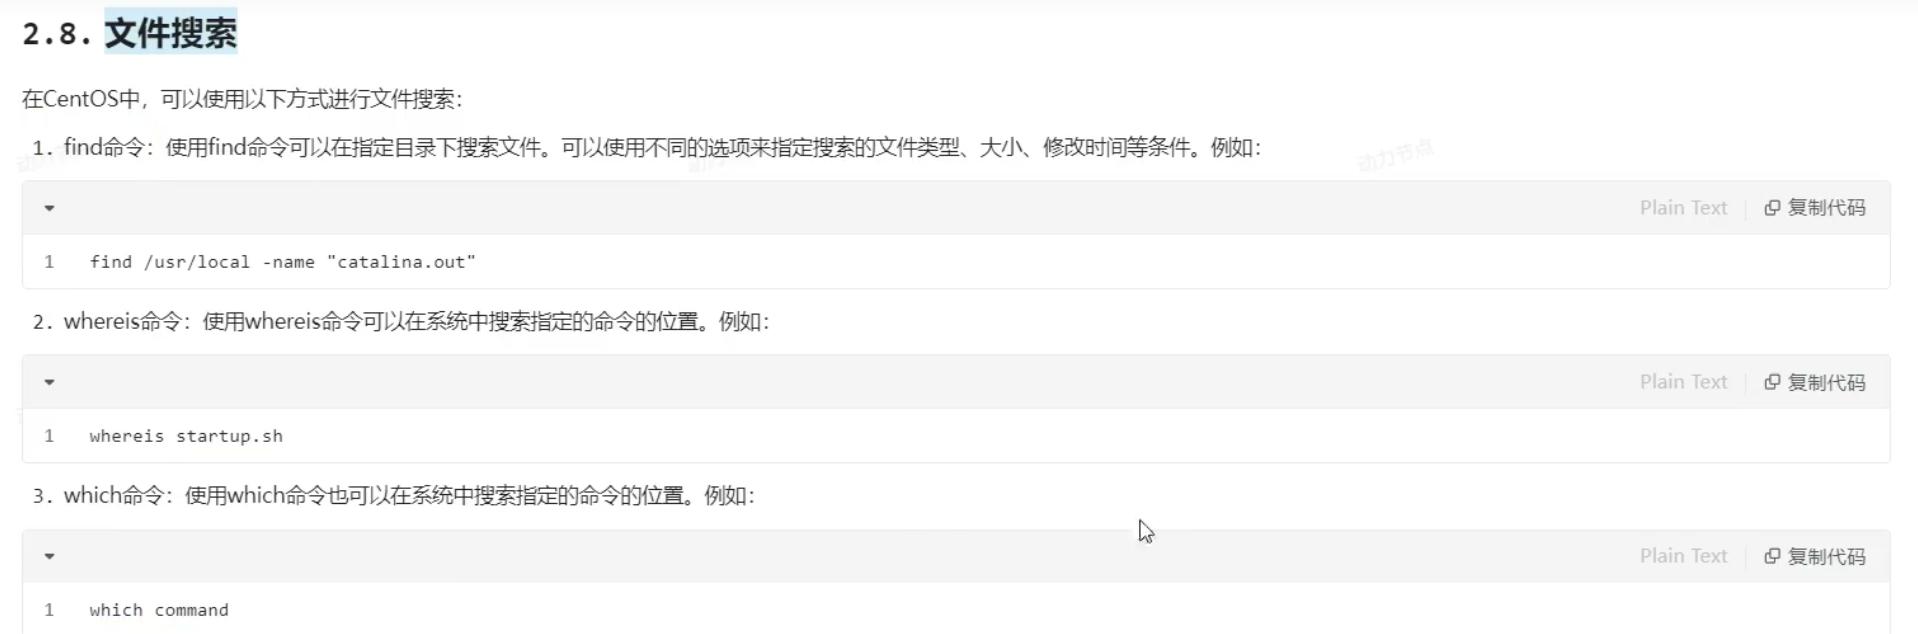 2.8. 文件搜索
在CentOS中，可以使用以下方式进行文件搜索：
1. find命令：使用find命令可以在指定目录下搜索文件。可以使用不同的选项来指定搜索的文件类型、大小、修改时间等条件。例如：
动力节点
Plain Text 复制代码
1 find /usr/local -name "catalina.out"
2. whereis命令：使用whereis命令可以在系统中搜索指定的命令的位置。例如：
Plain Text 复制代码
1 whereis startup.sh
3. which命令：使用which命令也可以在系统中搜索指定的命令的位置。例如：
Plain Text 复制代码
1 which command